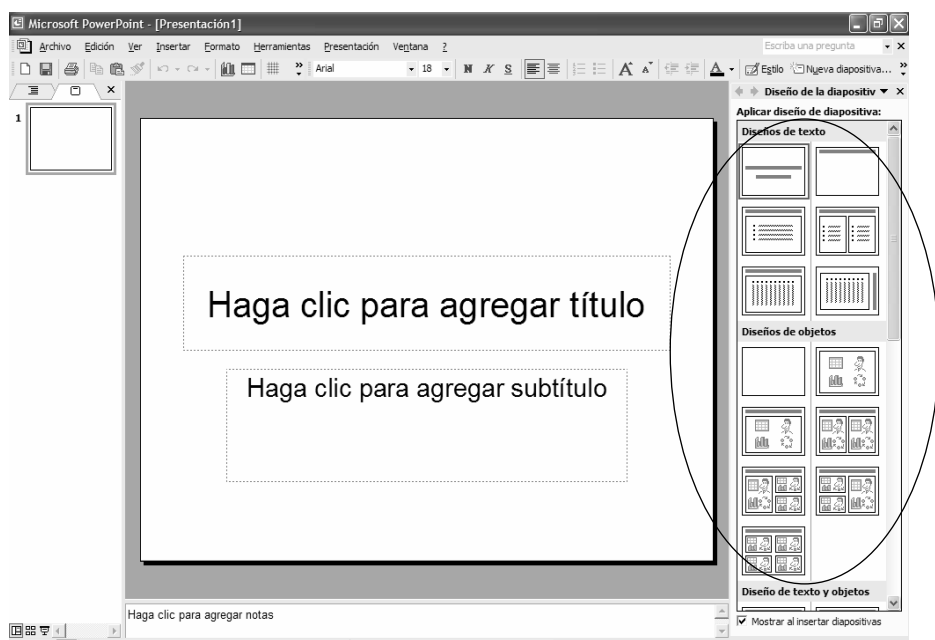 Microsoft PowerPoint - [Presentación1]
Archivo Edición Ver Insertar Formato Herramientas Presentación Ventana ?
Escriba una pregunta
Arial 18 N K S Estilo Nueva diapositiva...
Diseño de la diapositiv
Aplicar diseño de diapositiva:
Diseños de texto
1
Haga clic para agregar título
Haga clic para agregar subtítulo
Diseños de objetos
Diseño de texto y objetos
Haga clic para agregar notas
Mostrar al insertar diapositivas